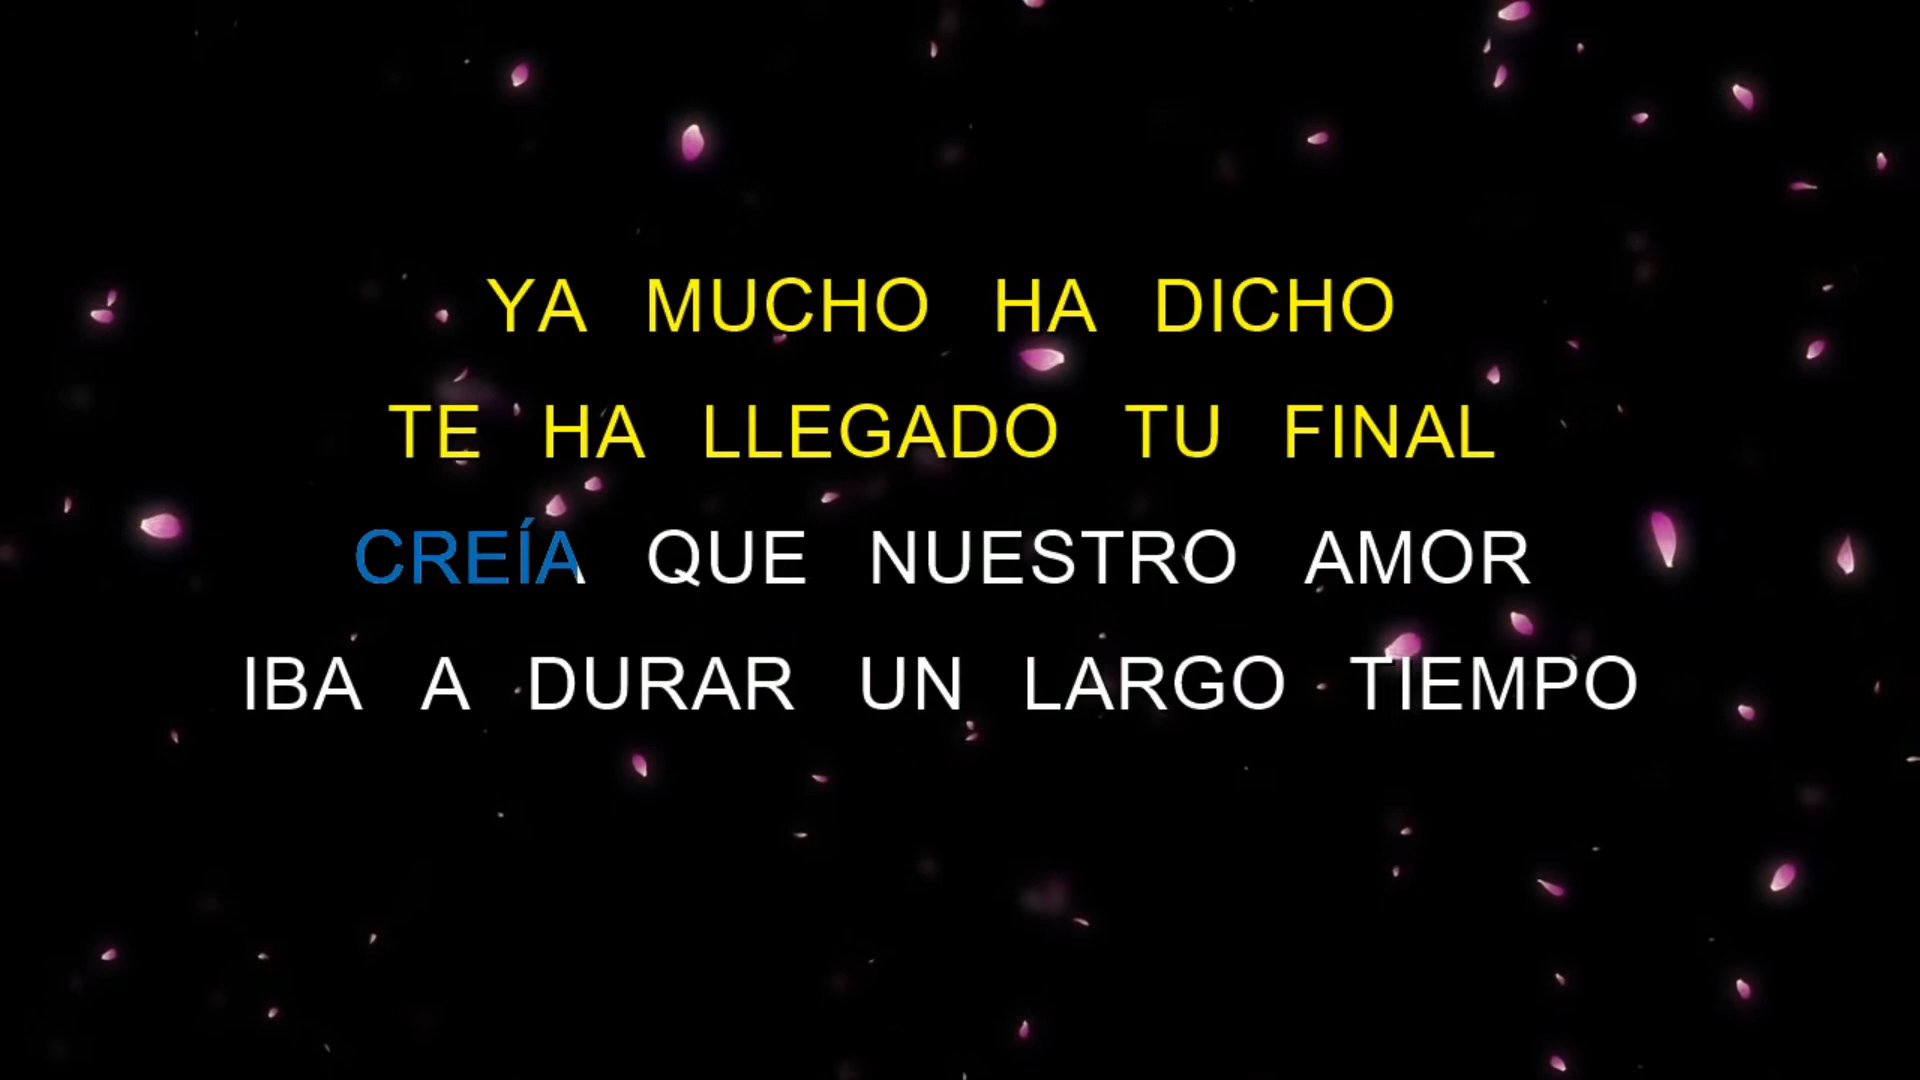 YA MUCHO HA DICHO
TE HA LLEGADO TU FINAL
CREÍA QUE NUESTRO AMOR
IBA A DURAR UN LARGO TIEMPO